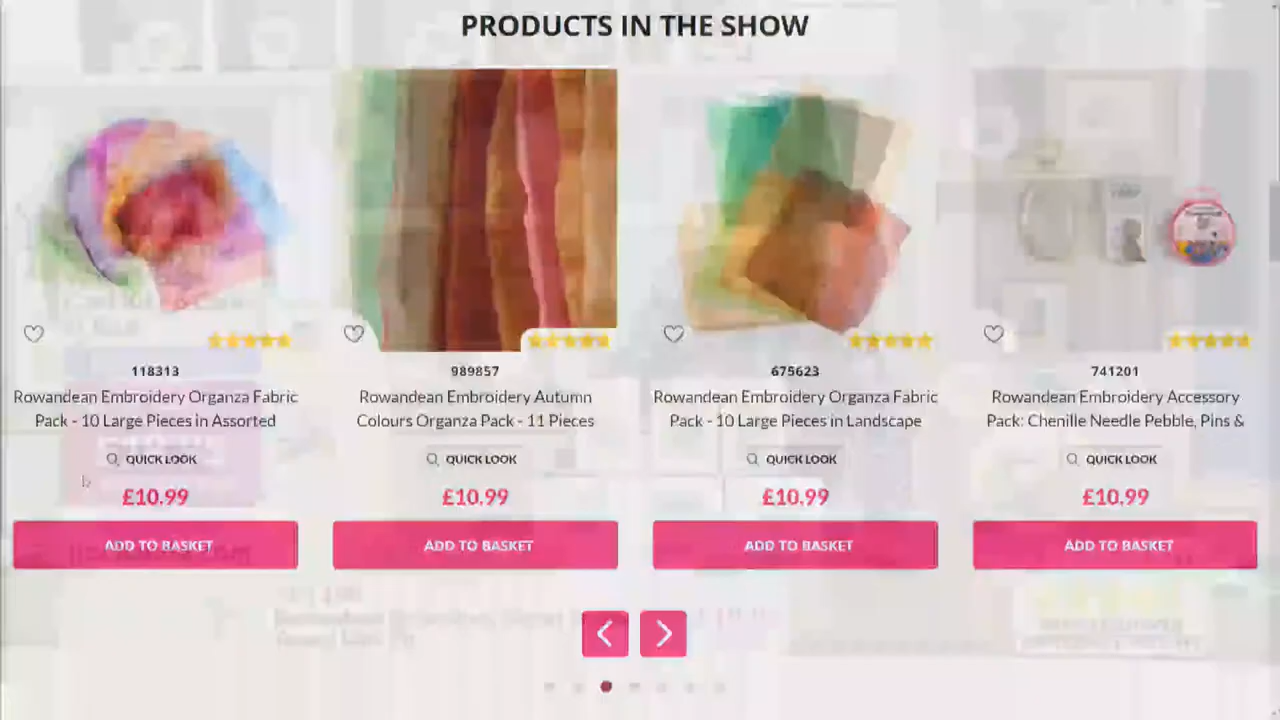 PRODUCTS IN THE SHOW
118313
Rowandean Embroidery Organza Fabric
Pack - 10 Large Pieces in Assorted
QUICK LOOK
£10.99
ADD TO BASKET
989857
Rowandean Embroidery Autumn
Colours Organza Pack - 11 Pieces
QUICK LOOK
£10.99
ADD TO BASKET
675623
Rowandean Embroidery Organza Fabric
Pack - 10 Large Pieces in Landscape
QUICK LOOK
£10.99
ADD TO BASKET
741201
Rowandean Embroidery Accessory
Pack: Chenille Needle Pebble, Pins &
QUICK LOOK
£10.99
ADD TO BASKET